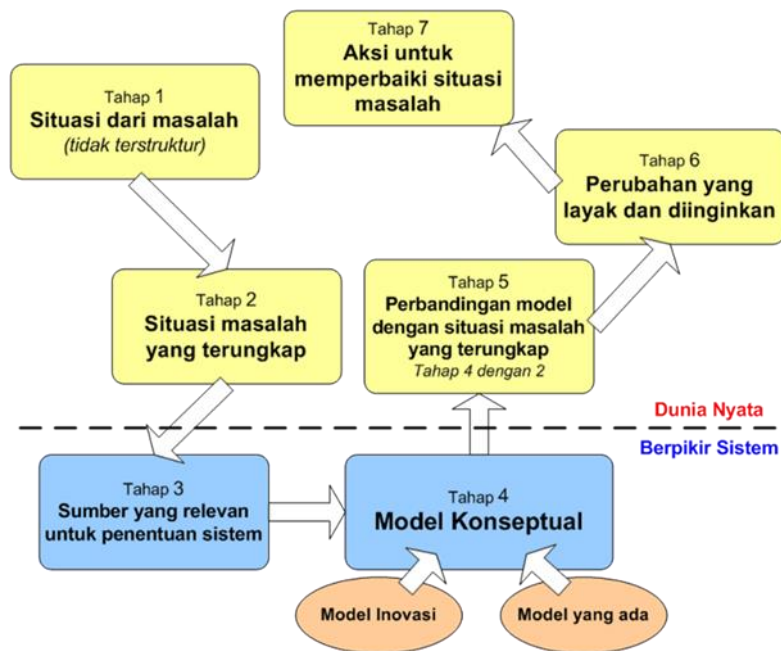 Tahap 1
Situasi dari masalah
(tidak terstruktur)
Tahap 2
Situasi masalah
yang terungkap
Tahap 3
Sumber yang relevan
untuk penentuan sistem
Tahap 4
Model Konseptual
Model Inovasi
Model yang ada
Tahap 5
Perbandingan model
dengan situasi masalah
yang terungkap
Tahap 4 dengan 2
Tahap 6
Perubahan yang
layak dan diinginkan
Tahap 7
Aksi untuk
memperbaiki situasi
masalah
Dunia Nyata
Berpikir Sistem